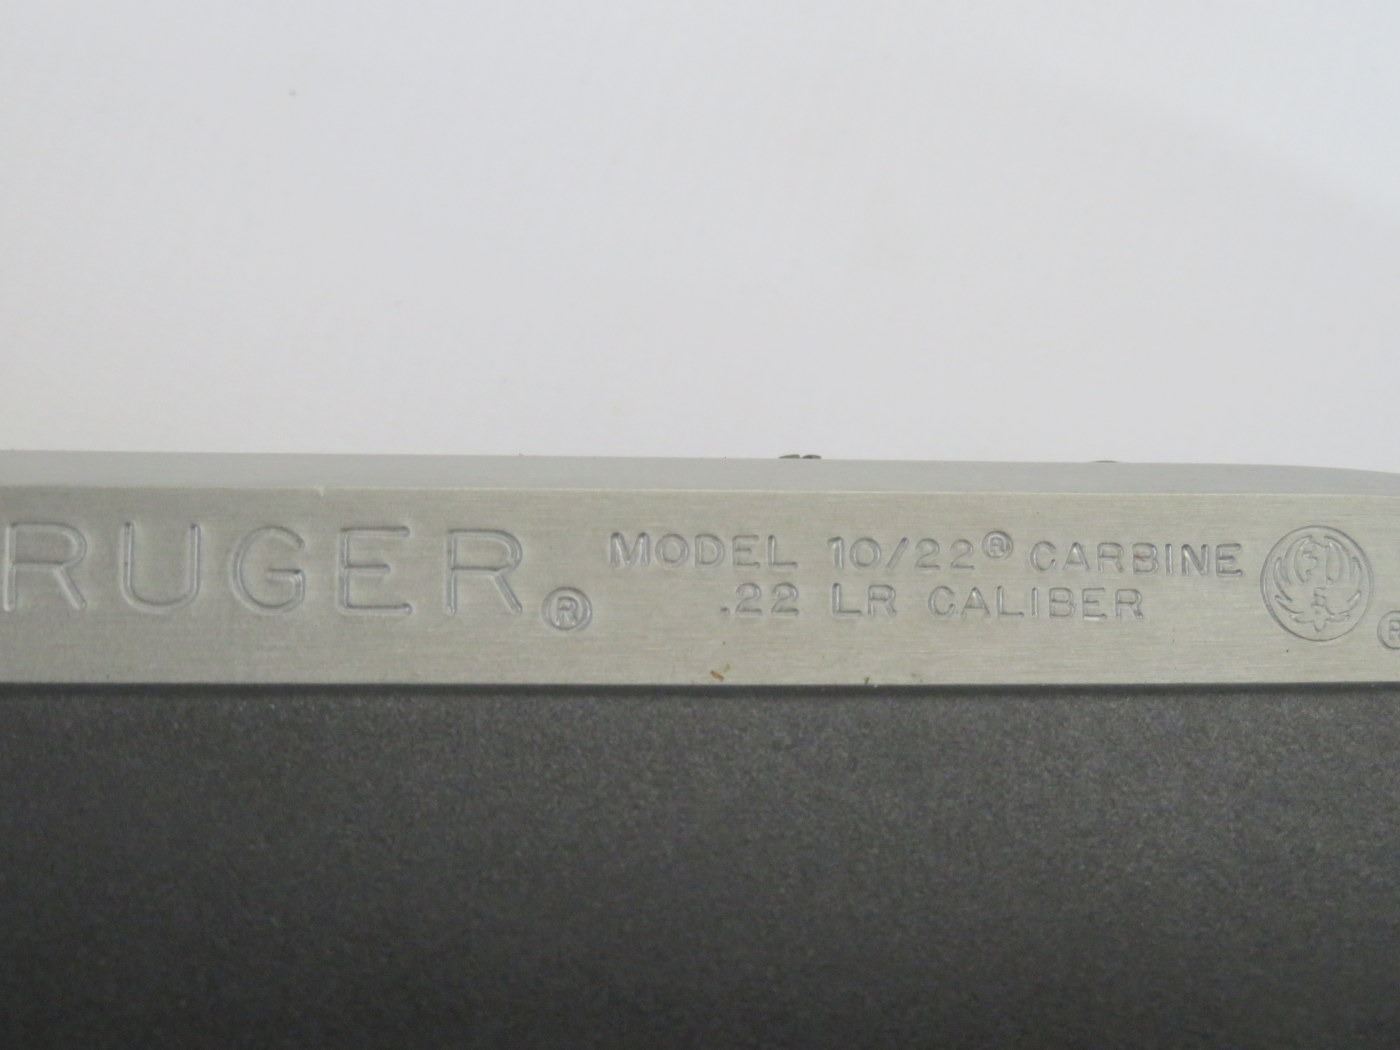 RUGER®
MODEL 10/22® CARBINE
.22 LR CALIBER
®